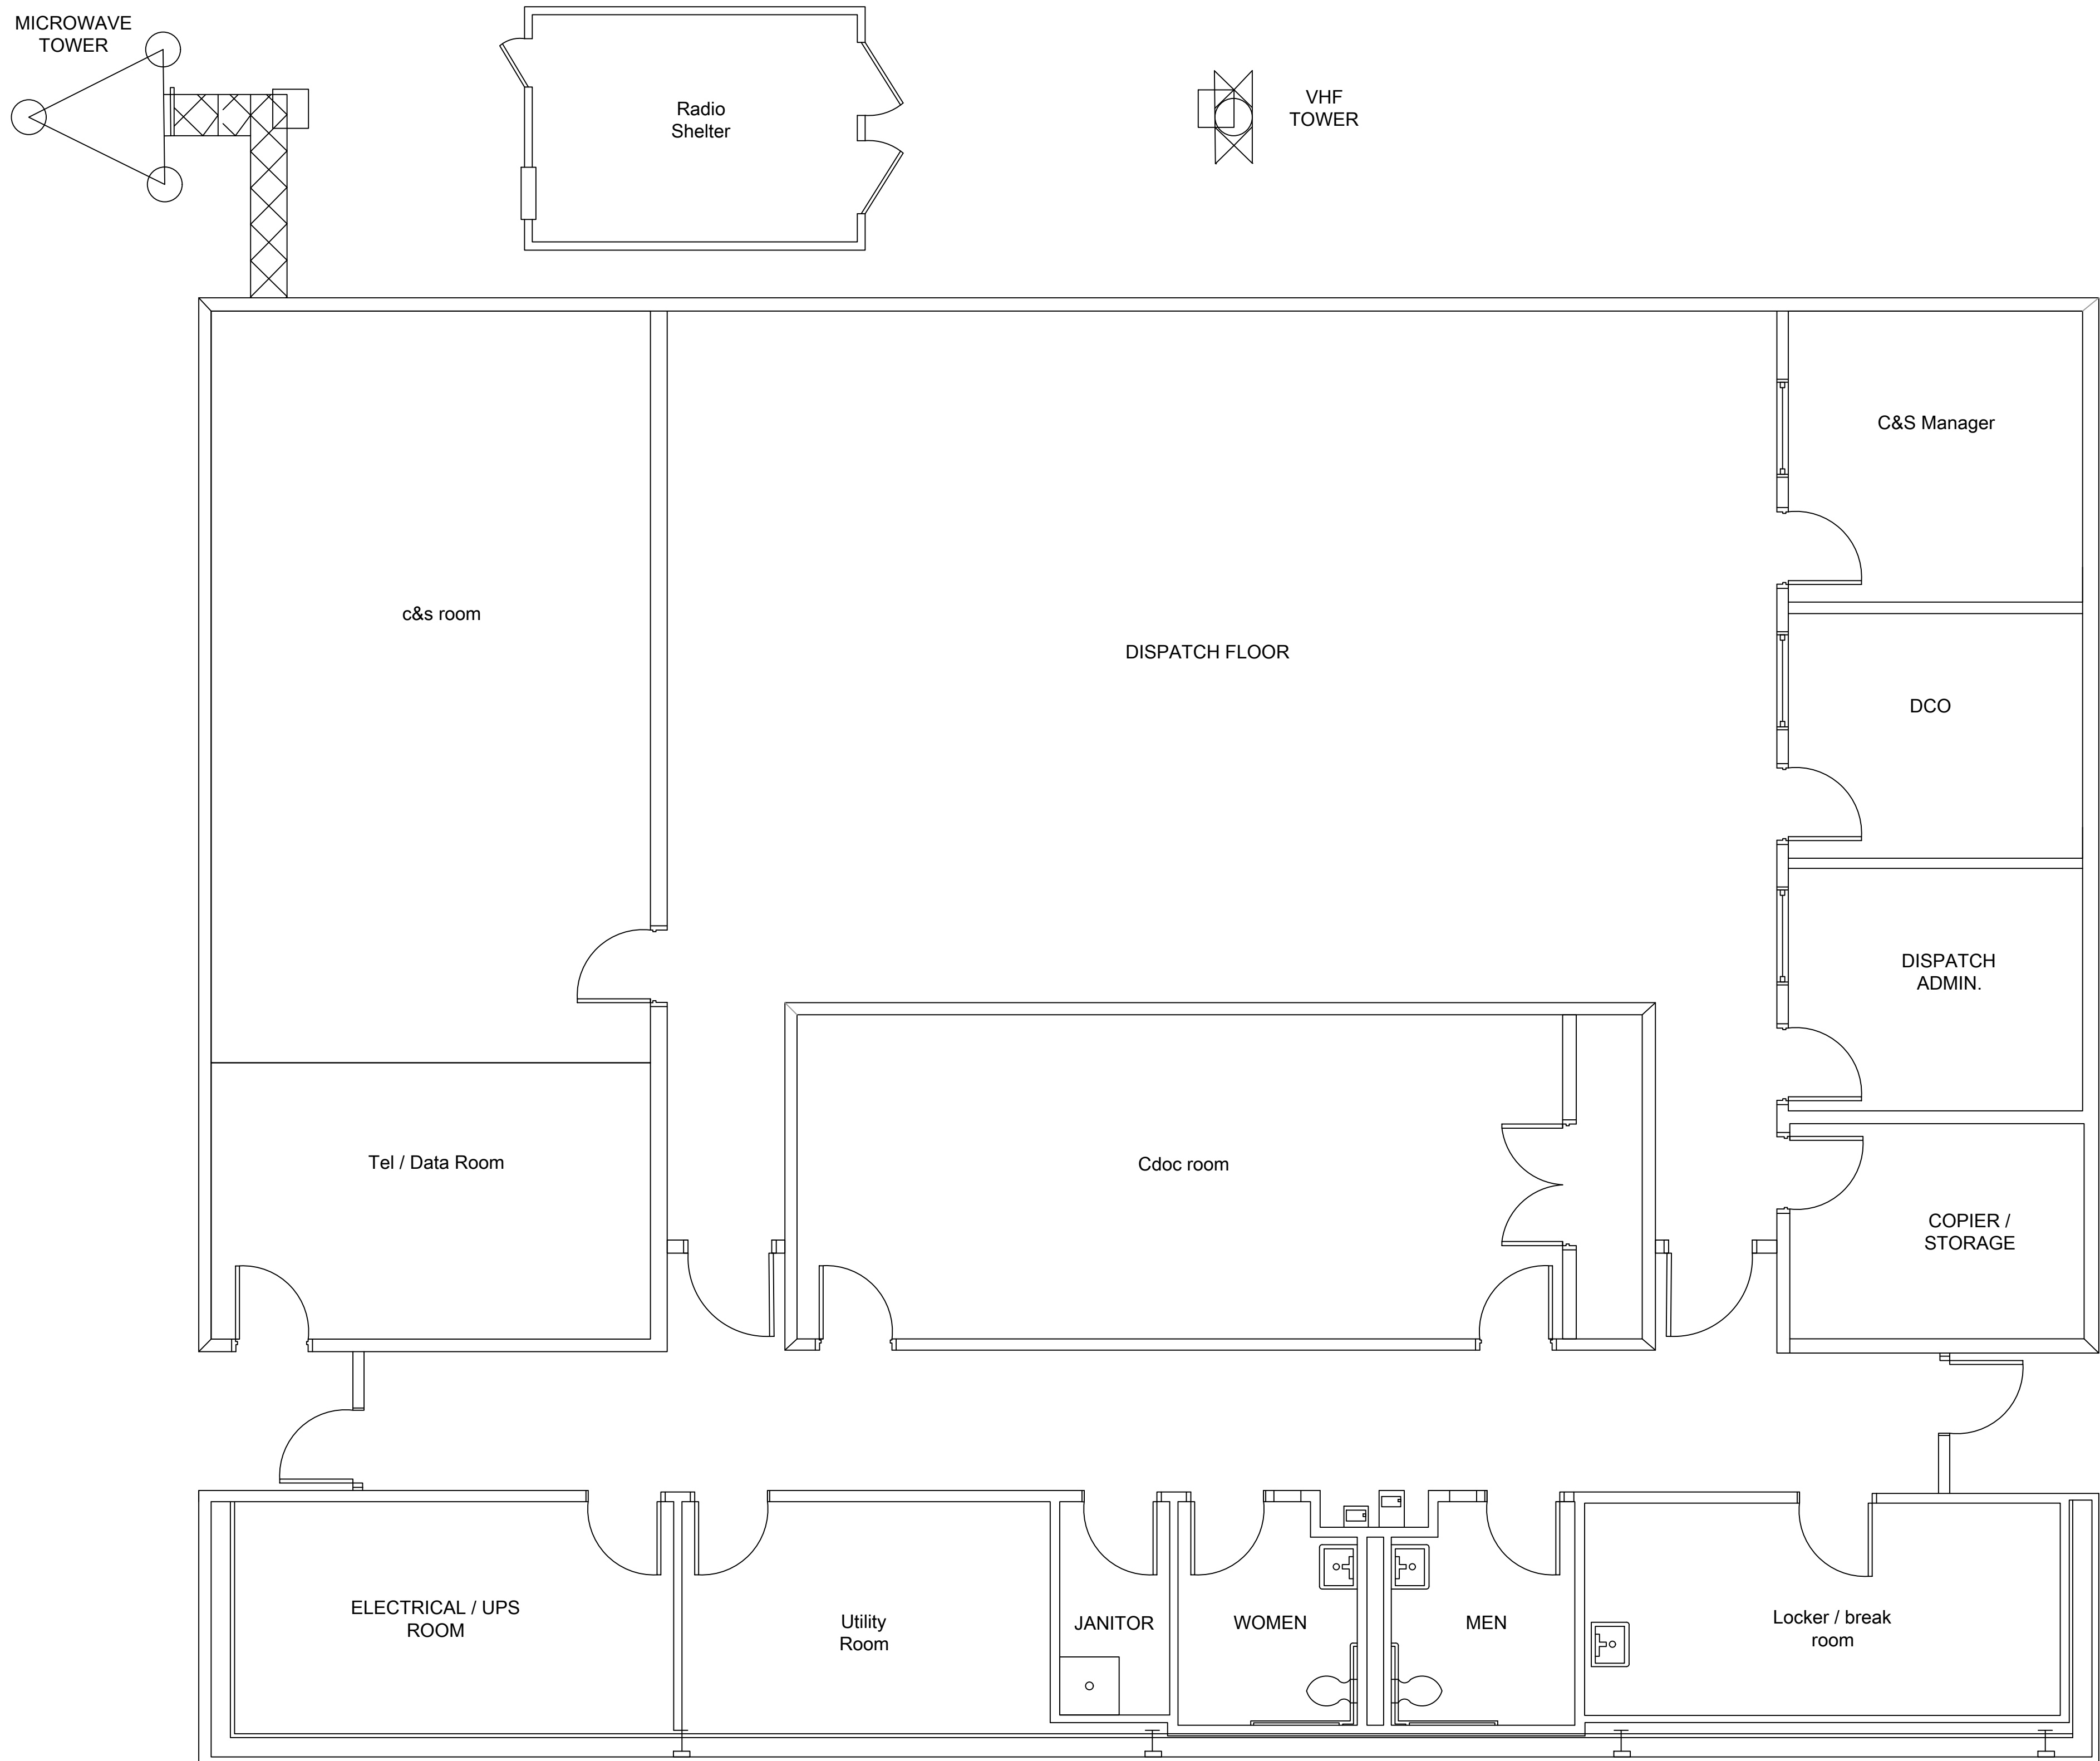 MICROWAVE
TOWER
Radio
Shelter
VHF
TOWER
C&S Manager
c&s room
DISPATCH FLOOR
DCO
DISPATCH
ADMIN.
Tel / Data Room
Cdoc room
COPIER /
STORAGE
ELECTRICAL / UPS
ROOM
Utility
Room
JANITOR
WOMEN
MEN
Locker / break
room